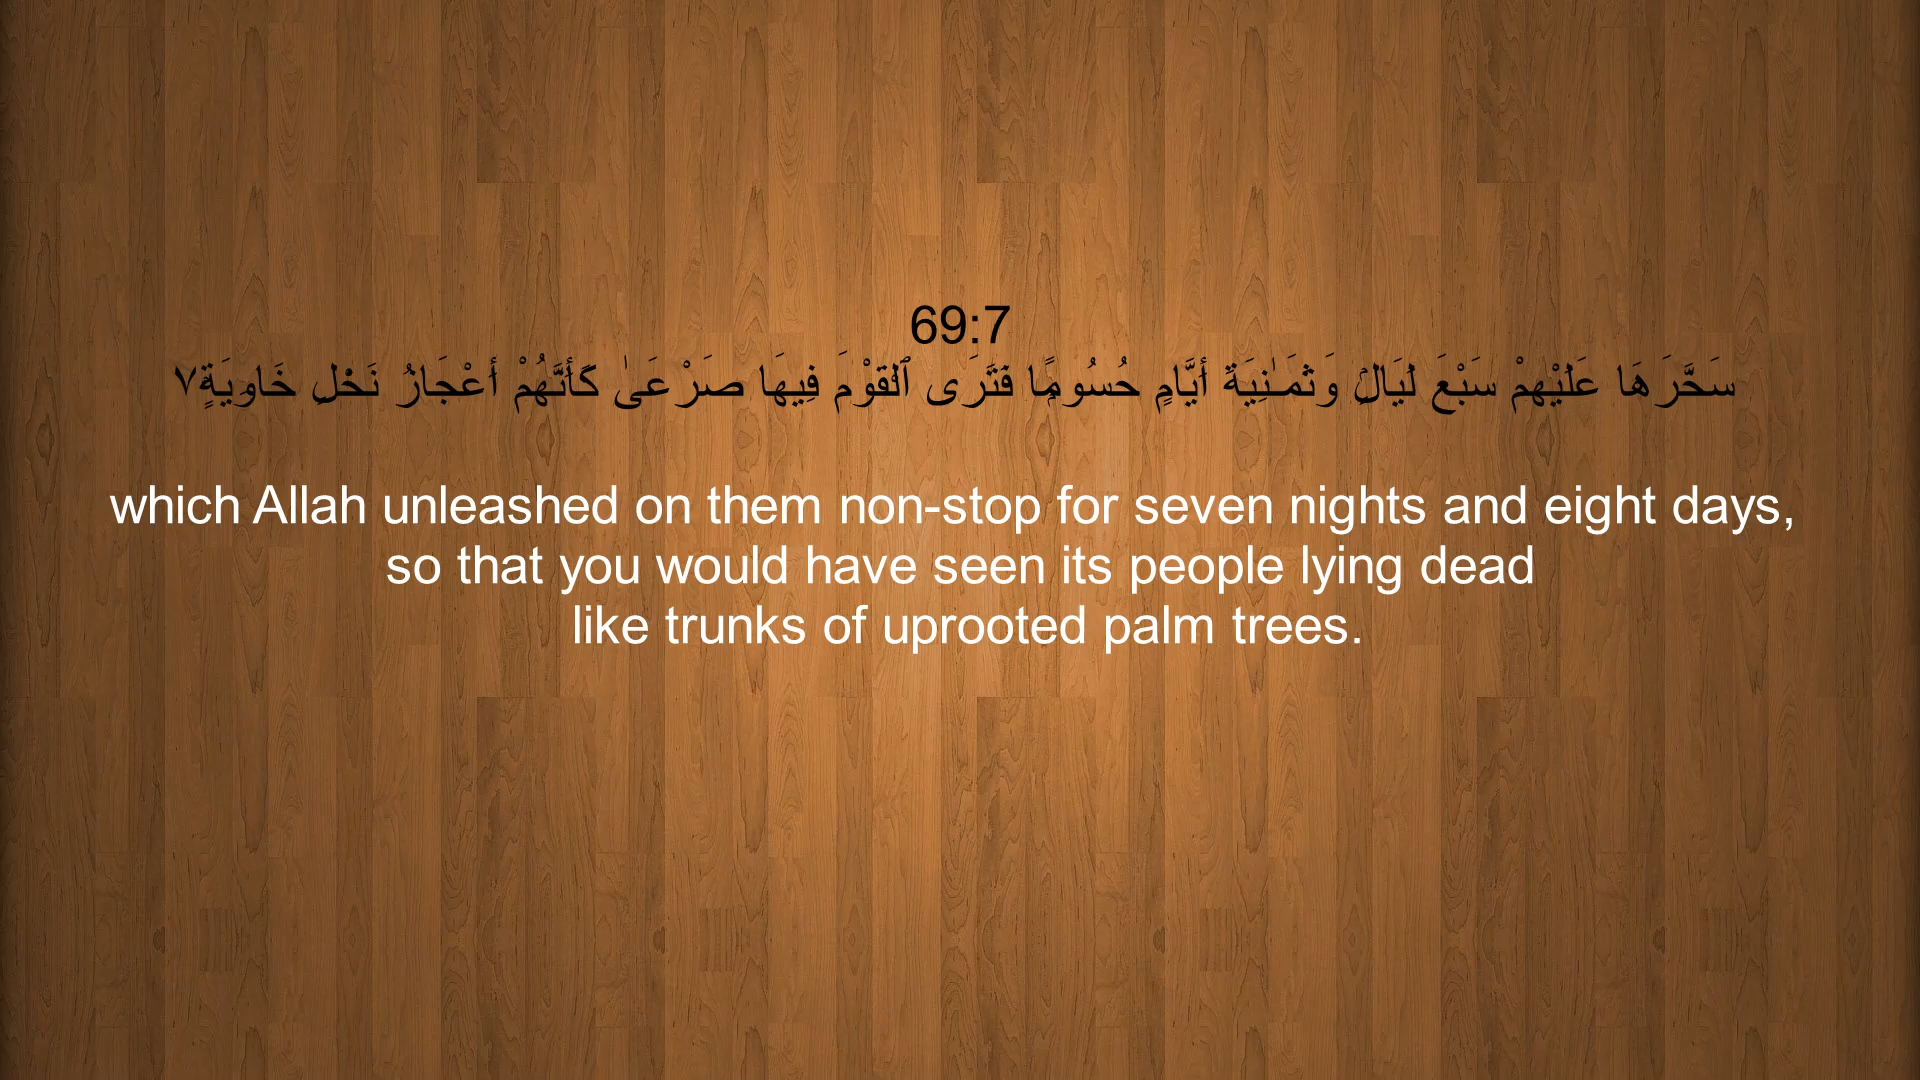 69:7
سَخَّرَهَا عَلَيْهِمْ سَبْعَ لَيَالٍۢ وَثَمَـٰنِيَةَ أَيَّامٍ حُسُومًۭا فَتَرَى ٱلْقَوْمَ فِيهَا صَرْعَىٰ كَأَنَّهُمْ أَعْجَازُ نَخْلٍ خَاوِيَةٍۢ ٧
which Allah unleashed on them non-stop for seven nights and eight days,
so that you would have seen its people lying dead
like trunks of uprooted palm trees.